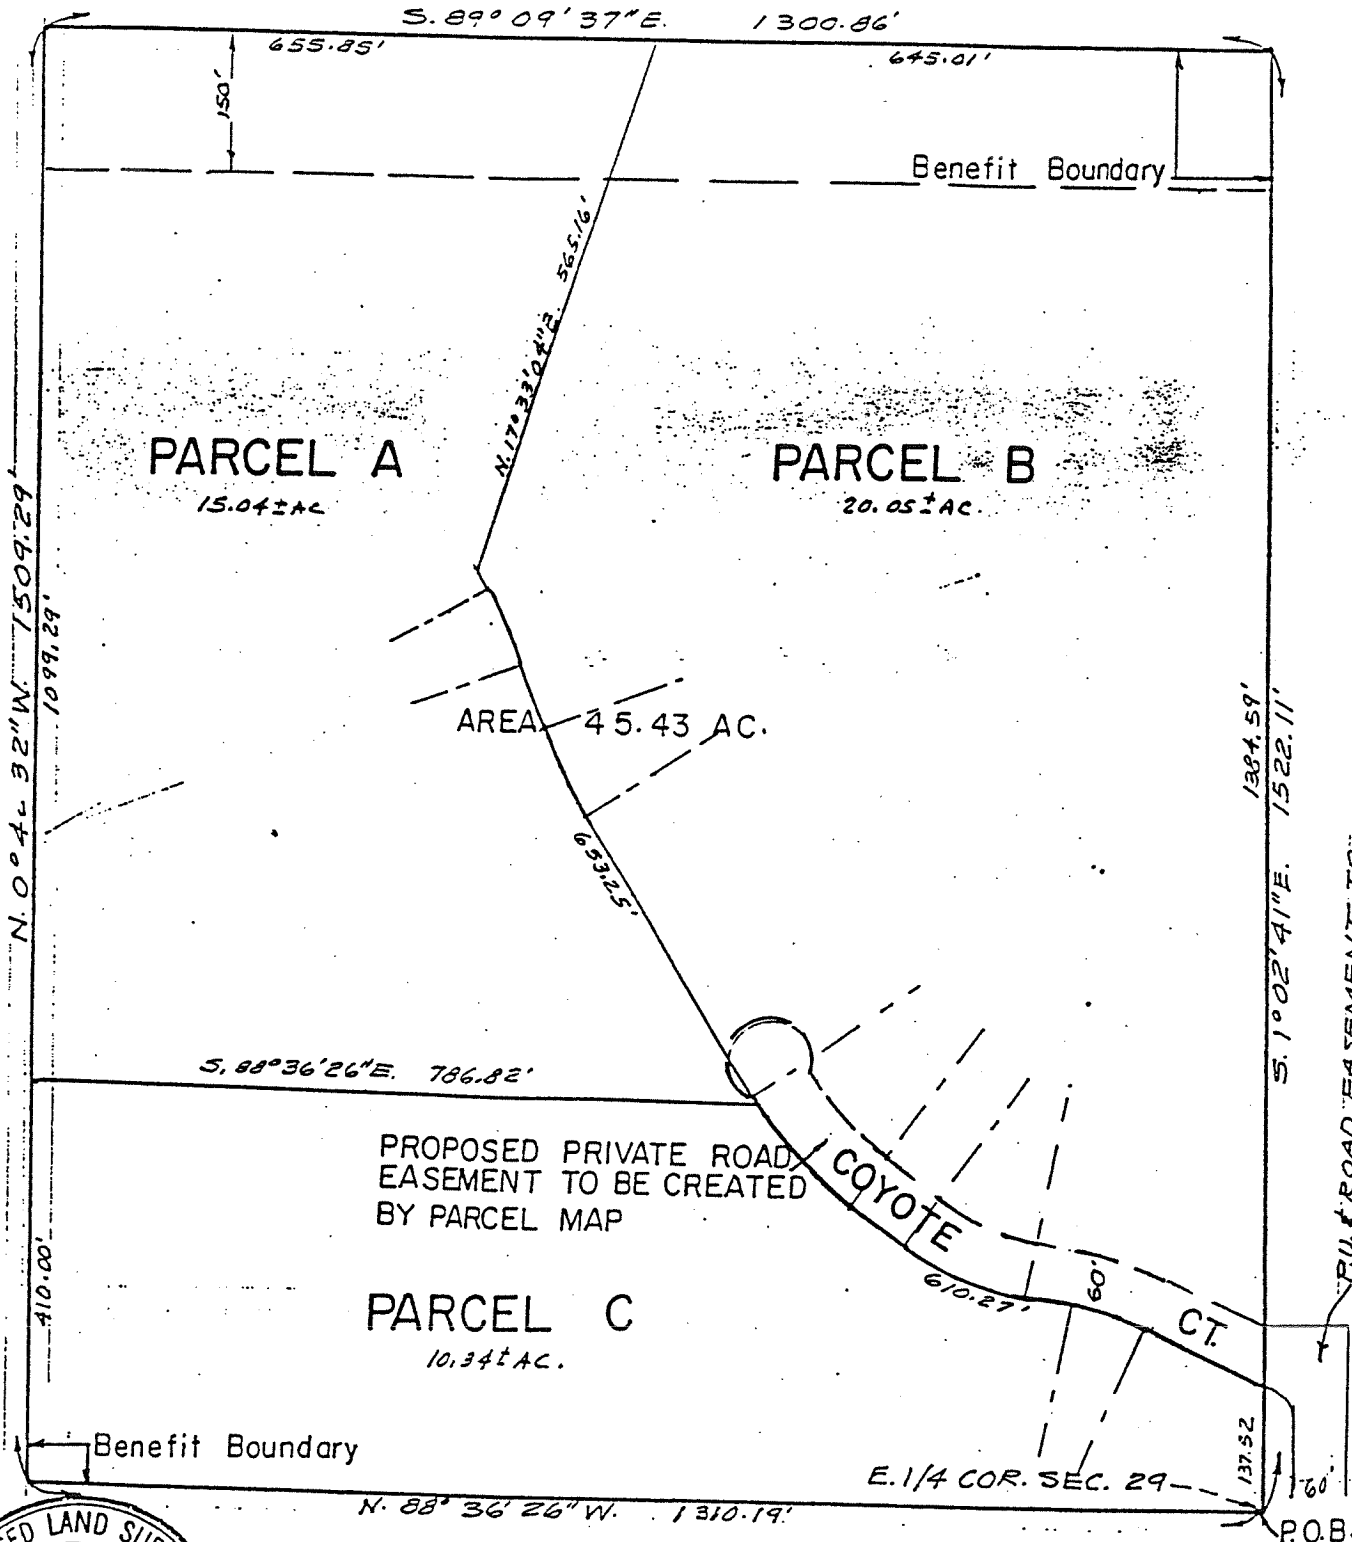 S. 89° 09' 37" E. 1300.86'
655.85'
645.01'
150'
Benefit Boundary
N. 17° 33' 04" E. 565.16'
PARCEL A
15.04± AC.
PARCEL B
20.05± AC.
1509.29'
1099.29'
AREA 45.43 AC.
1384.59'
S. 1° 02' 41" E. 1522.11'
653.25'
S. 88° 36' 26" E. 786.82'
PROPOSED PRIVATE ROAD
EASEMENT TO BE CREATED
BY PARCEL MAP
COYOTE CT.
60'
610.27'
410.00'
PARCEL C
10.34± AC.
Benefit Boundary
E. 1/4 COR. SEC. 29
137.52
60'
N. 88° 36' 26" W. 1310.19'
P.O.B.
LAND
ROAD EASEMENT